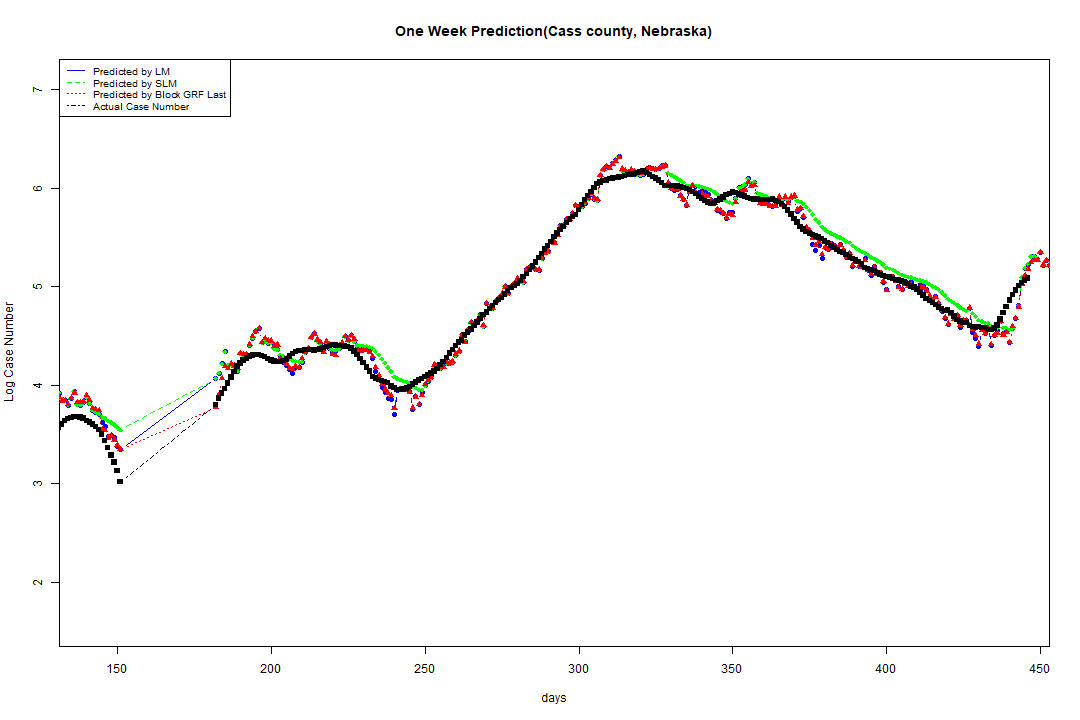 One Week Prediction(Cass county, Nebraska)
Predicted by LM
Predicted by SLM
Predicted by Block GRF Last
Actual Case Number
7
6
5
4
3
2
Log Case Number
150 200 250 300 350 400 450
days